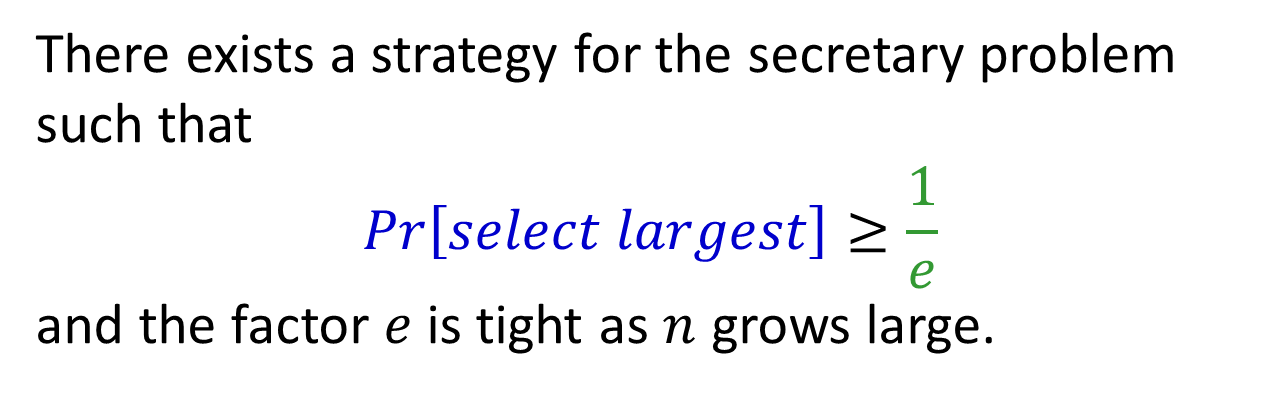 There exists a strategy for the secretary problem
such that
Pr[select largest] ≥ 1/e
and the factor e is tight as n grows large.